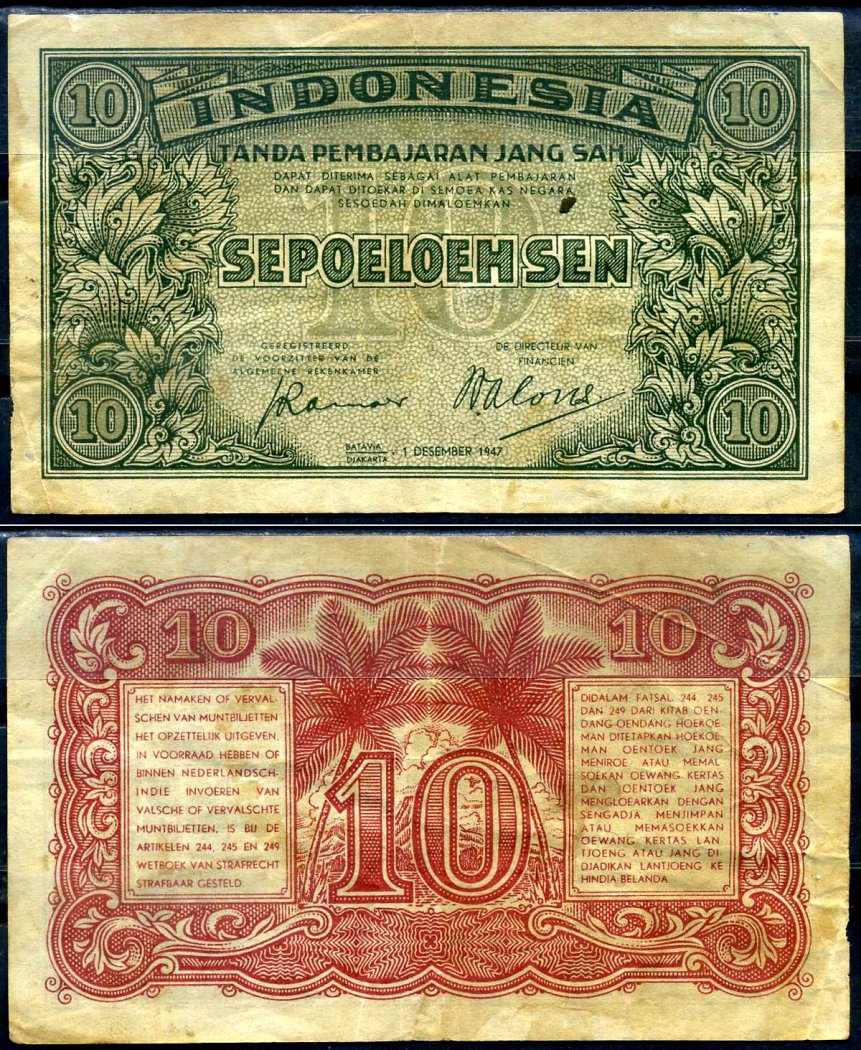 10
INDONESIA
10
TANDA PEMBAJARAN JANG SAH
DAPAT DITERIMA SEBAGAI ALAT PEMBAJARAN
DAN DAPAT DITOEKAR DI SEMOEA KAS NEGARA,
SESOEDAH DIMALOEMKAN
10
SEPOELOEH SEN
GEREGISTREERD
DE VOORZITTER VAN DE
ALGEMEENE REKENKAMER
DE DIRECTEUR VAN
FINANCIËN
10
BATAVIA
DJAKARTA
, 1 DESEMBER 1947
10
10
10
HET NAMAKEN OF VERVAL-
SCHEN VAN MUNTBILJETTEN
HET OPZETTELIJK UITGEVEN,
IN VOORRAAD HEBBEN OF
BINNEN NEDERLANDSCH-
INDIE INVOEREN VAN
VALSCHE OF VERVALSCHTE
MUNTBILJETTEN, IS BIJ DE
ARTIKELEN 244, 245 EN 249
WETBOEK VAN STRAFRECHT
STRAFBAAR GESTELD
10
DIDALAM FATSAL 244, 245
DAN 249 DARI KITAB OEN-
DANG-OENDANG HOEKOE-
MAN DITETAPKAN HOEKOE-
MAN OENTOEK JANG
MENIROE ATAU MEMAL
SOEKAN OEWANG KERTAS
DAN OENTOEK JANG
MENGLOEARKAN DENGAN
SENGADJA, MENJIMPAN
ATAU MEMASOEKKAN
OEWANG KERTAS LAN-
TJOENG ATAU JANG DI-
DJADIKAN LANTJOENG KE
HINDIA BELANDA